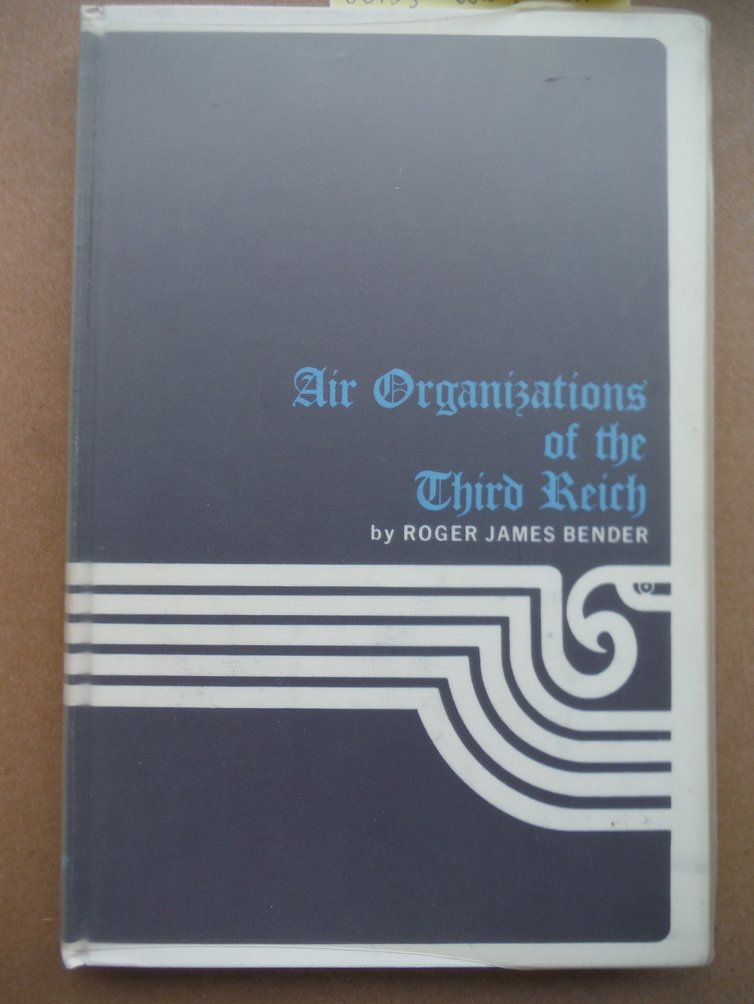 Air Organizations
of the
Third Reich
by ROGER JAMES BENDER